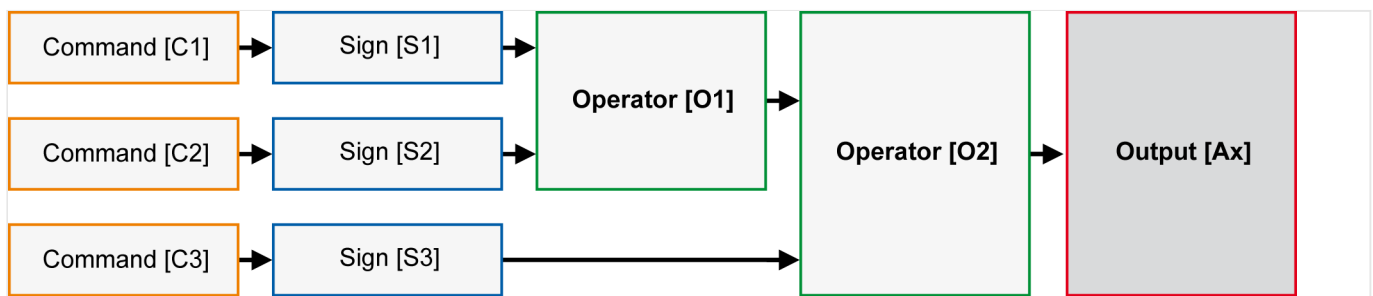 Command [C1]
Sign [S1]
Operator [O1]
Command [C2]
Sign [S2]
Operator [O2]
Output [Ax]
Command [C3]
Sign [S3]